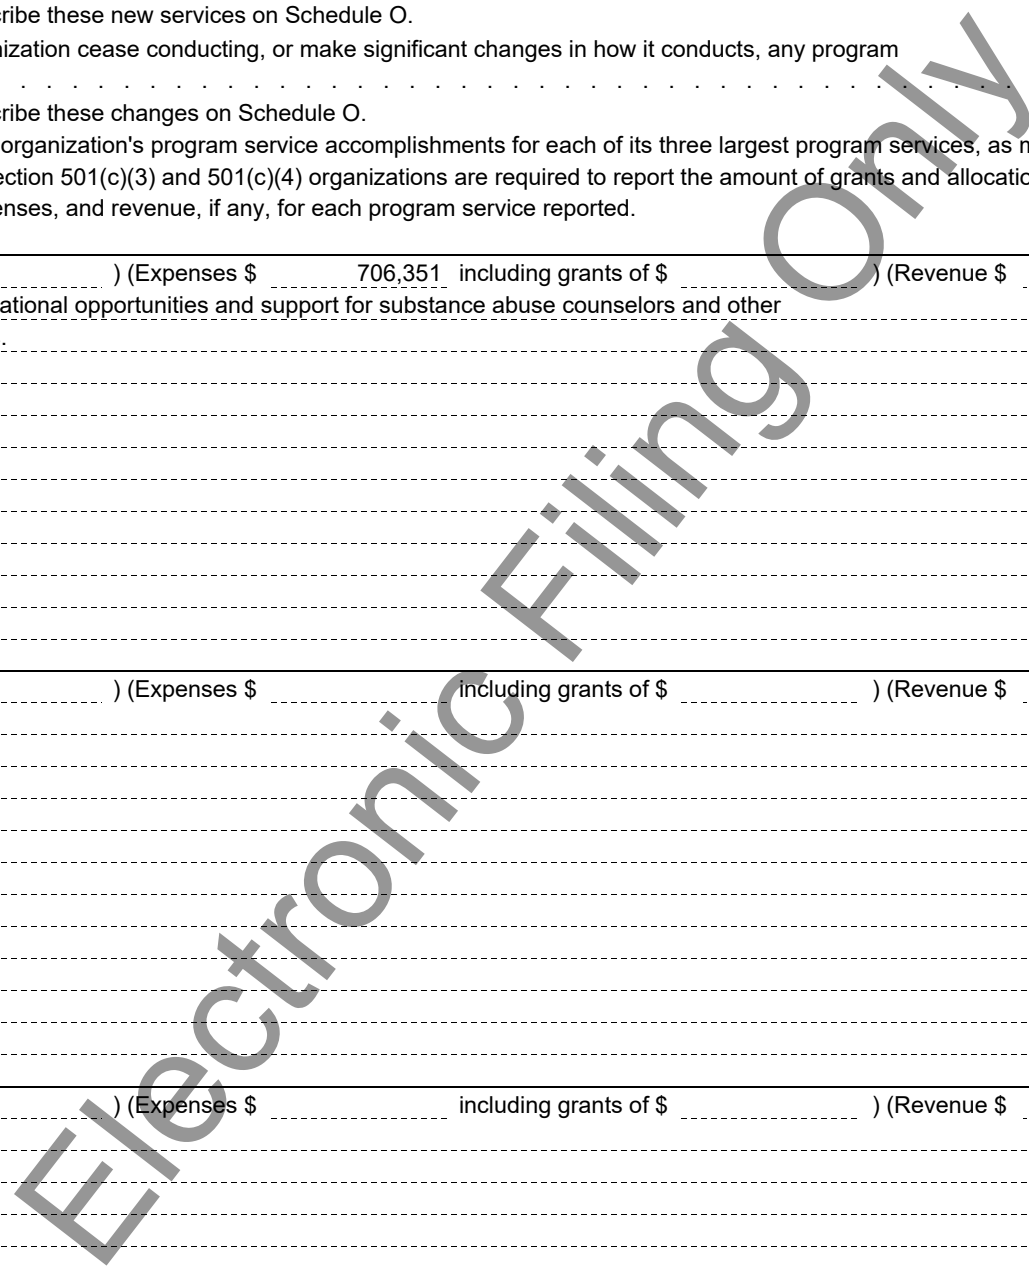 ribe these new services on Schedule O.
nization cease conducting, or make significant changes in how it conducts, any program
. . . . . . . . . . . . . . . . . . . . . . . . . . . . . . . . . . . . . . .
ribe these changes on Schedule O.
organization's program service accomplishments for each of its three largest program services, as m
ection 501(c)(3) and 501(c)(4) organizations are required to report the amount of grants and allocatio
enses, and revenue, if any, for each program service reported.
) (Expenses $ 706,351 including grants of $ ) (Revenue $
ational opportunities and support for substance abuse counselors and other
.
) (Expenses $ including grants of $ ) (Revenue $
) (Expenses $ including grants of $ ) (Revenue $
Electronic Filing Only